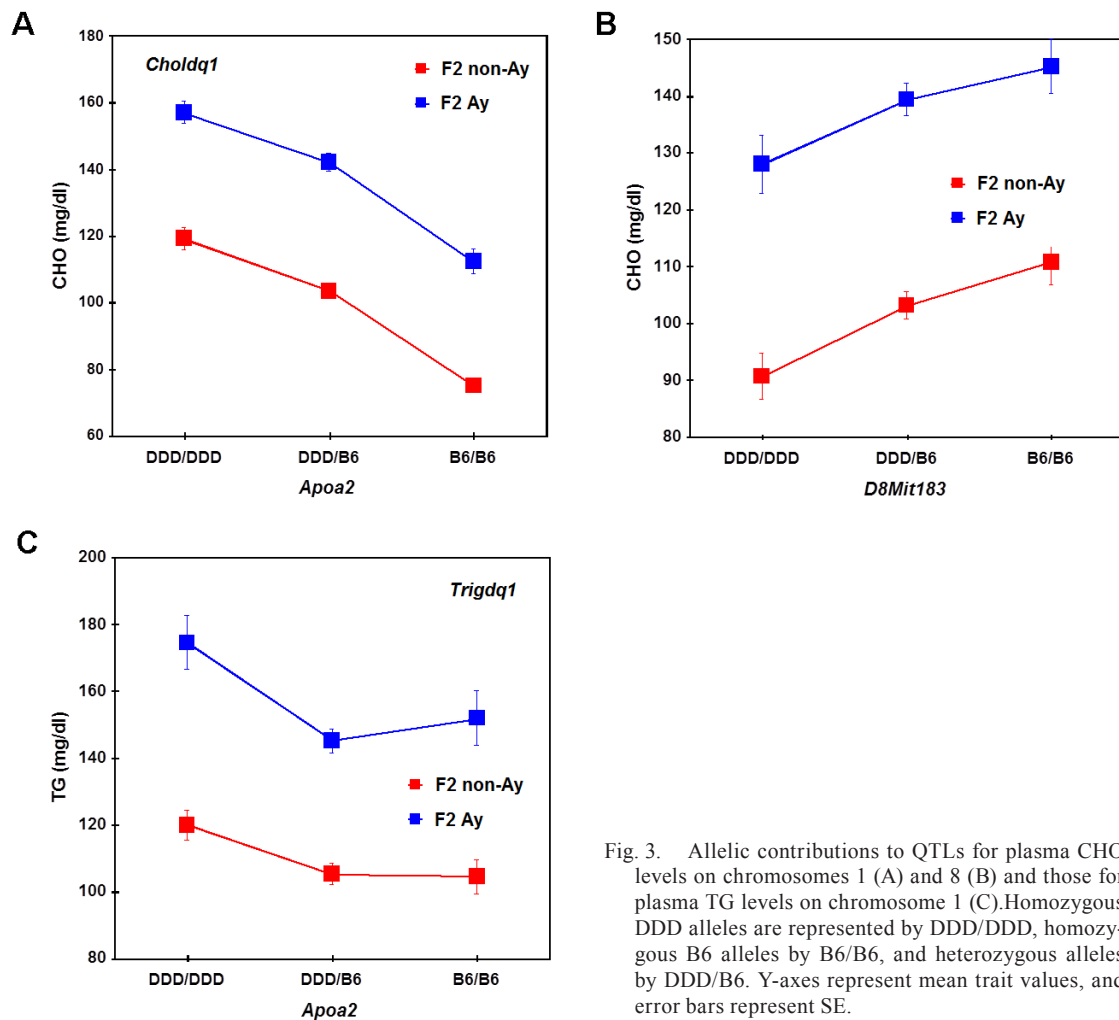 A
180
160
140
120
100
80
60
CHO (mg/dl)
Choldq1
F2 non-Ay
F2 Ay
DDD/DDD DDD/B6 B6/B6
Apoa2
B
150
140
130
120
110
100
90
80
CHO (mg/dl)
F2 non-Ay
F2 Ay
DDD/DDD DDD/B6 B6/B6
D8Mit183
C
200
180
160
140
120
100
80
TG (mg/dl)
Trigdq1
F2 non-Ay
F2 Ay
DDD/DDD DDD/B6 B6/B6
Apoa2
Fig. 3. Allelic contributions to QTLs for plasma CHO
levels on chromosomes 1 (A) and 8 (B) and those for
plasma TG levels on chromosome 1 (C).Homozygous
DDD alleles are represented by DDD/DDD, homozy-
gous B6 alleles by B6/B6, and heterozygous alleles
by DDD/B6. Y-axes represent mean trait values, and
error bars represent SE.